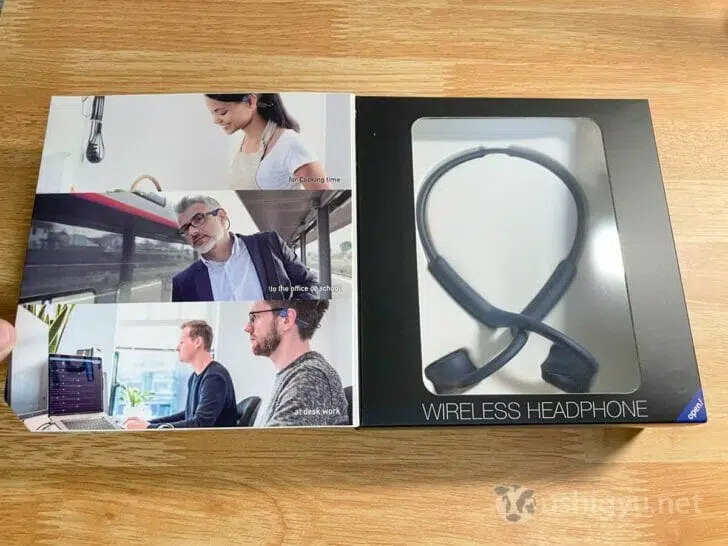 for Cooking time
to the office or school
at desk work
WIRELESS HEADPHONE
open!
ushigyu.net